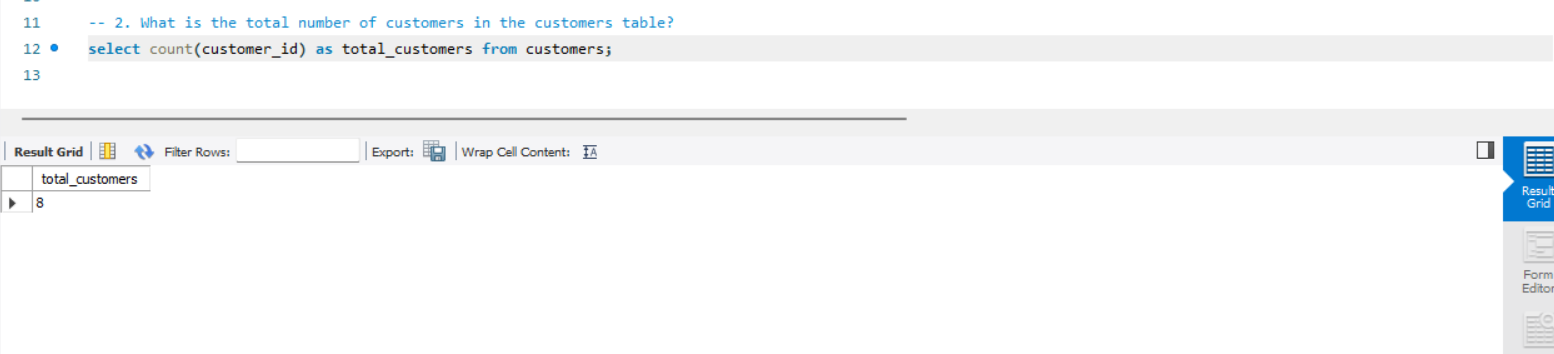 11 -- 2. What is the total number of customers in the customers table?
12 select count(customer_id) as total_customers from customers;
13
Result Grid Filter Rows: Export: Wrap Cell Content: IA
total_customers
8
Result
Grid
Form
Editor